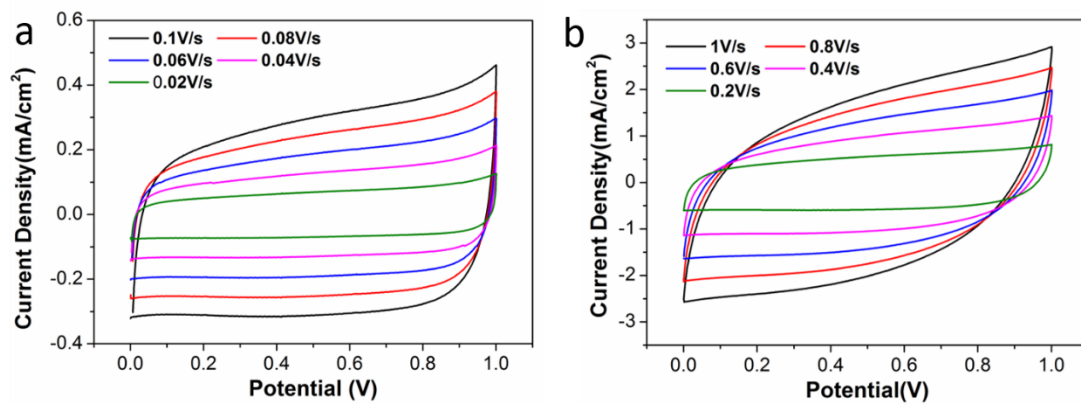 a
0.6
0.4
0.2
0.0
-0.2
-0.4
Current Density(mA/cm²)
0.1V/s 0.08V/s
0.06V/s 0.04V/s
0.02V/s
0.0 0.2 0.4 0.6 0.8 1.0
Potential (V)
b
3
2
1
0
-1
-2
-3
Current Density(mA/cm²)
1V/s 0.8V/s
0.6V/s 0.4V/s
0.2V/s
0.0 0.2 0.4 0.6 0.8 1.0
Potential(V)